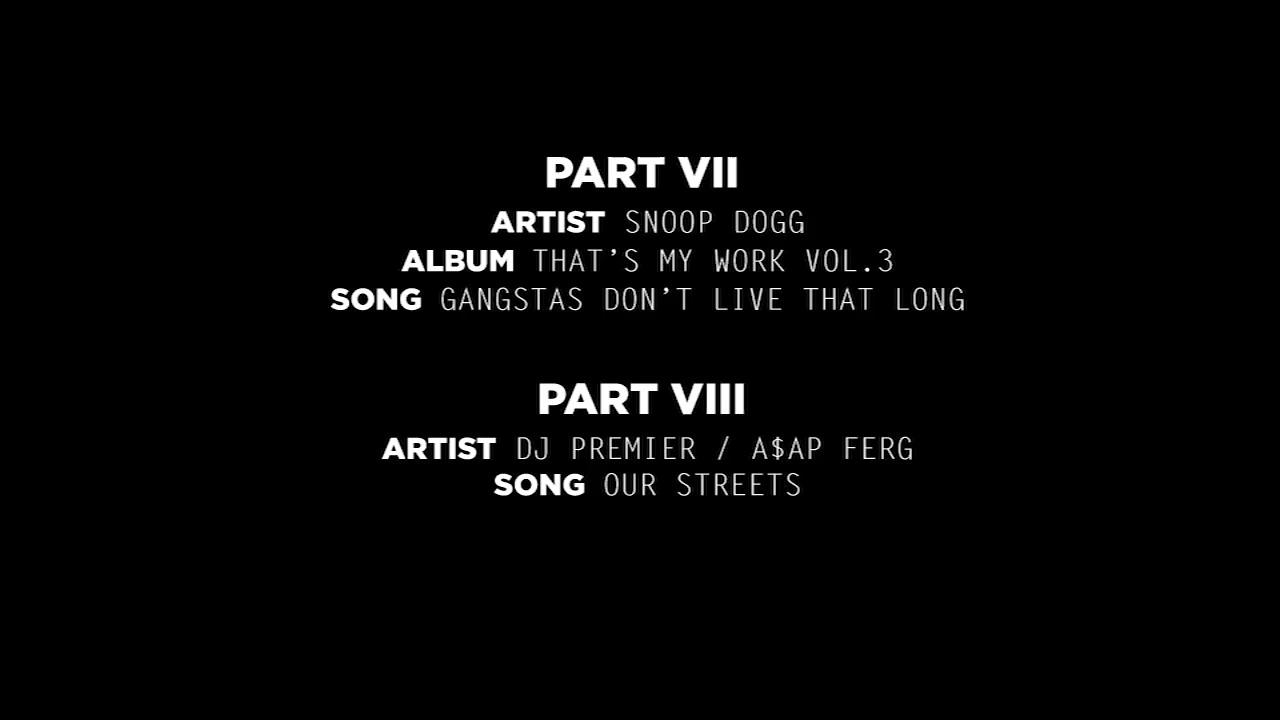 PART VII
ARTIST SNOOP DOGG
ALBUM THAT’S MY WORK VOL.3
SONG GANGSTAS DON’T LIVE THAT LONG
PART VIII
ARTIST DJ PREMIER / A$AP FERG
SONG OUR STREETS